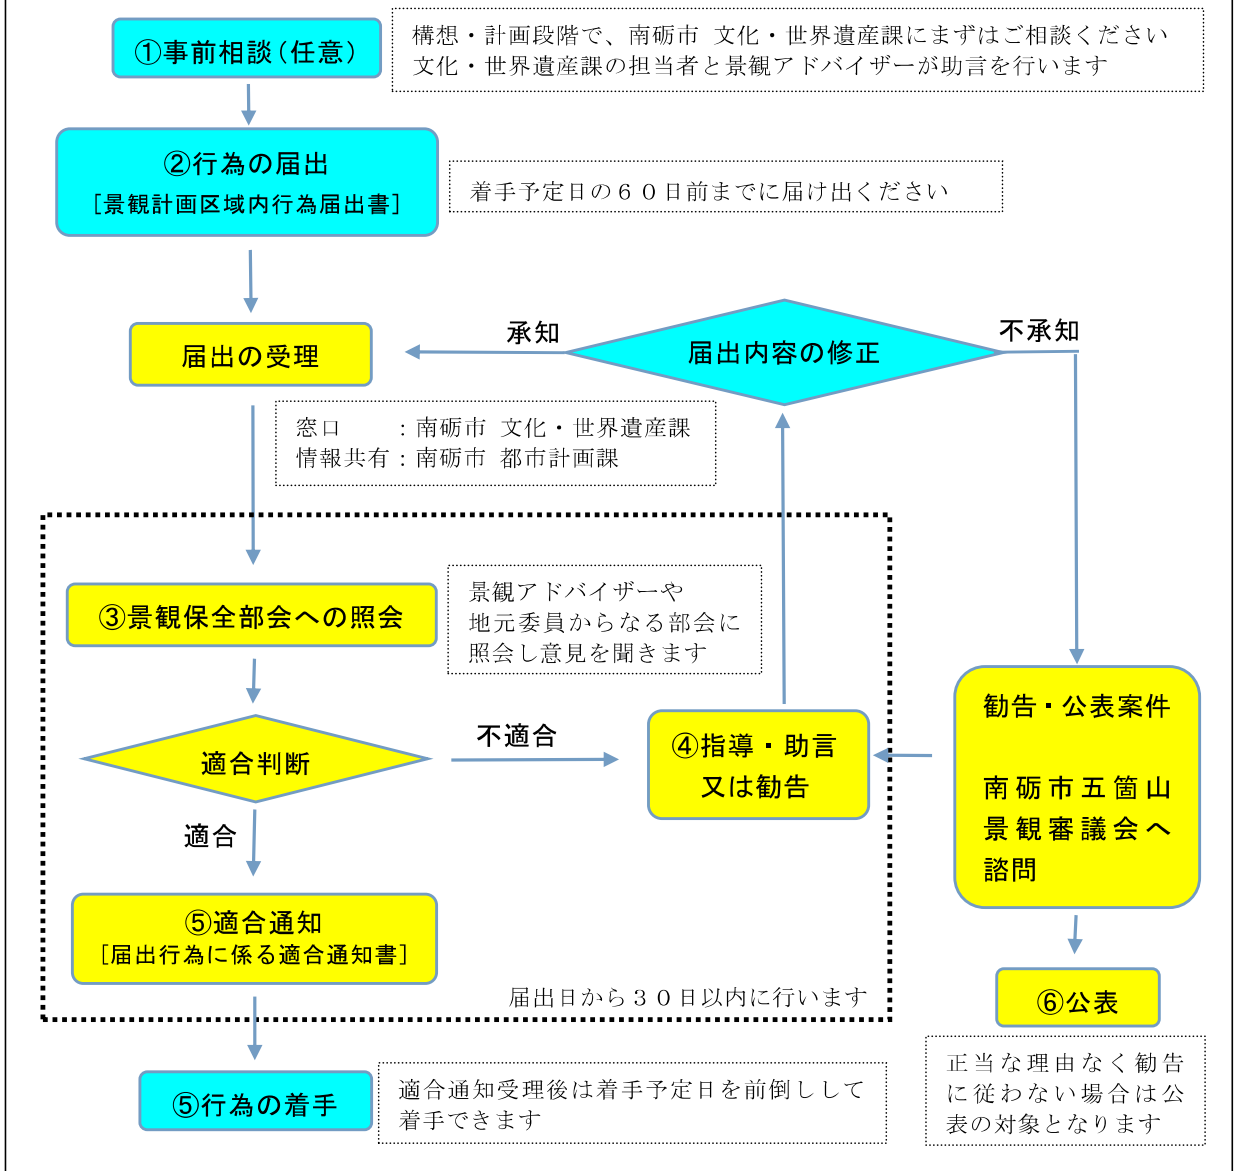 ①事前相談(任意)
構想・計画段階で、南砺市 文化・世界遺産課にまずはご相談ください
文化・世界遺産課の担当者と景観アドバイザーが助言を行います
②行為の届出
[景観計画区域内行為届出書]
着手予定日の６０日前までに届け出ください
届出の受理
承知
届出内容の修正
不承知
窓口　　：南砺市 文化・世界遺産課
情報共有：南砺市 都市計画課
③景観保全部会への照会
景観アドバイザーや
地元委員からなる部会に
照会し意見を聞きます
適合判断
不適合
④指導・助言
又は勧告
勧告・公表案件
南砺市五箇山
景観審議会へ
諮問
適合
⑤適合通知
[届出行為に係る適合通知書]
届出日から３０日以内に行います
⑥公表
正当な理由なく勧告
に従わない場合は公
表の対象となります
⑤行為の着手
適合通知受理後は着手予定日を前倒しして
着手できます